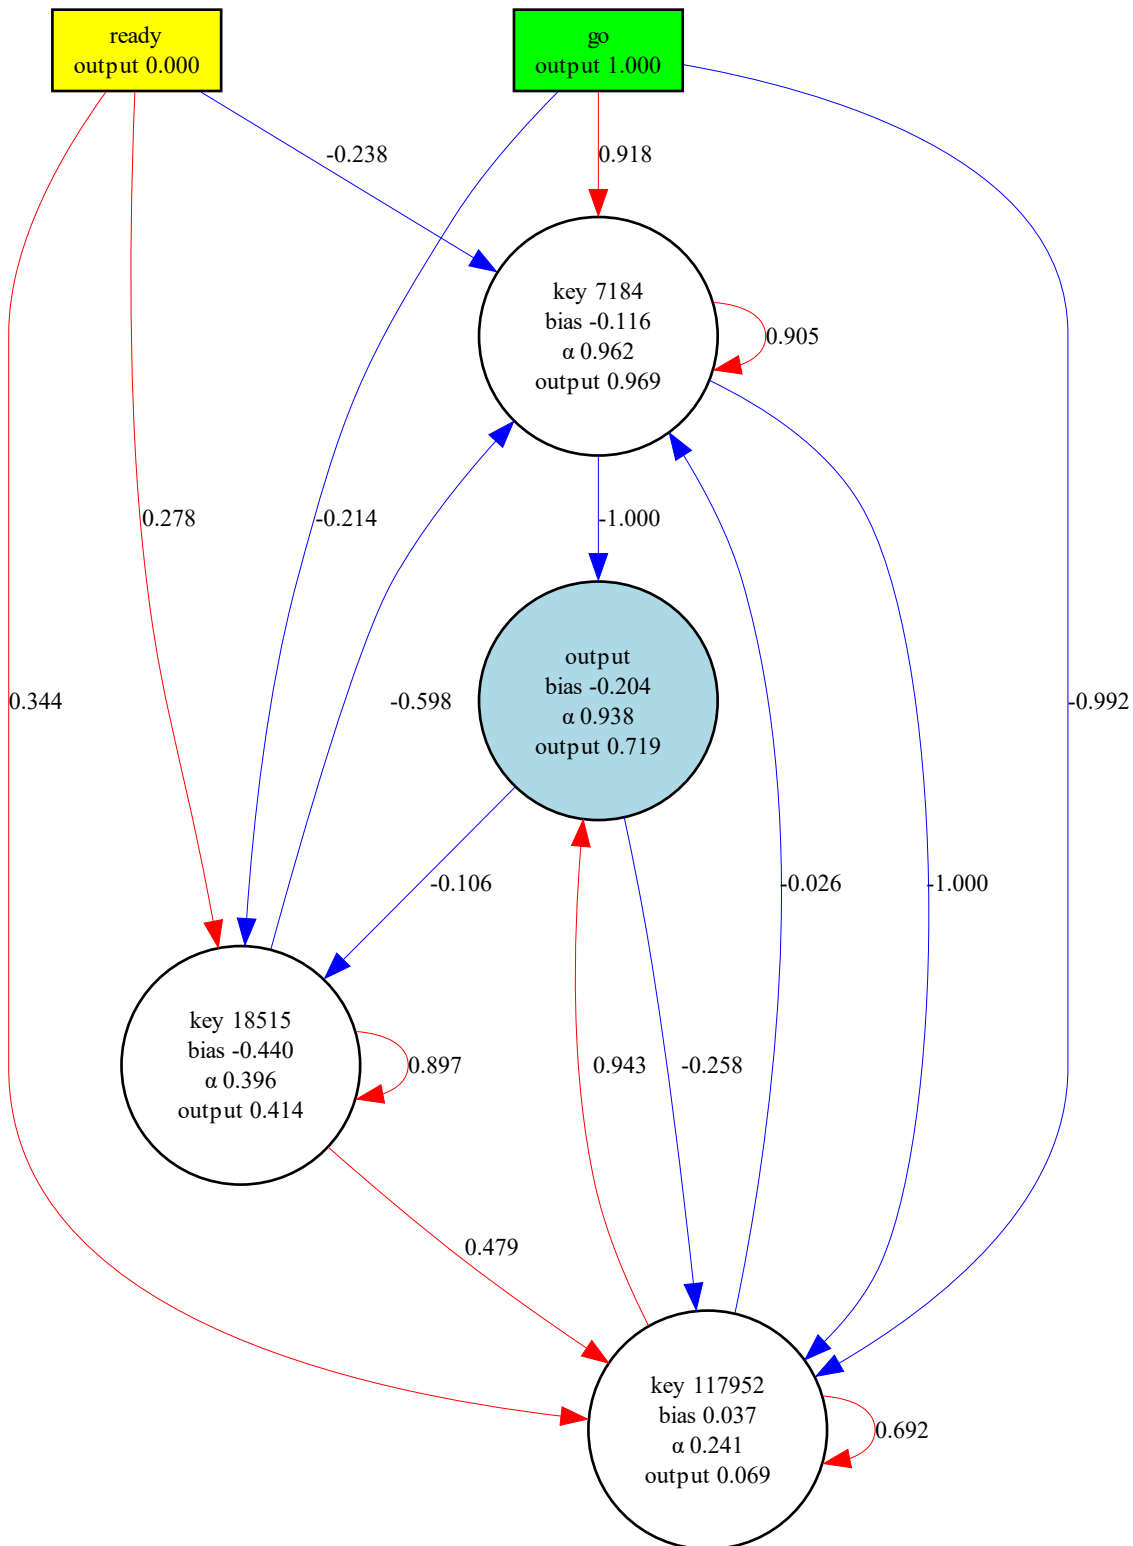 ready
output 0.000
go
output 1.000
-0.238
0.918
key 7184
bias -0.116
α 0.962
output 0.969
0.905
0.278
-0.214
-1.000
output
bias -0.204
α 0.938
output 0.719
0.344
-0.598
-0.992
-0.106
-0.026
-1.000
key 18515
bias -0.440
α 0.396
output 0.414
0.897
0.943
-0.258
0.479
key 117952
bias 0.037
α 0.241
output 0.069
0.692